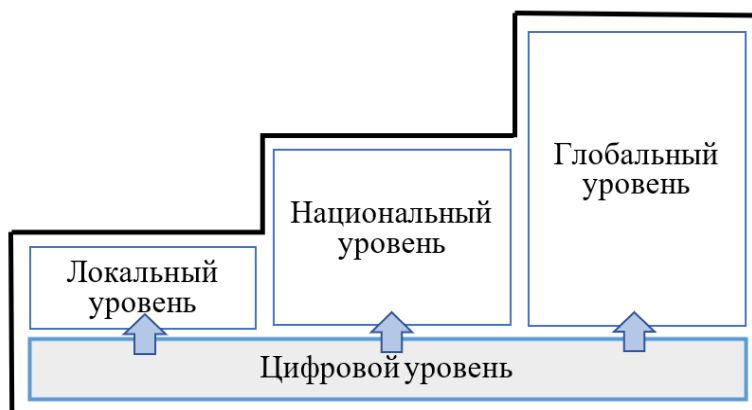 Локальный
уровень
Национальный
уровень
Глобальный
уровень
Цифровой уровень